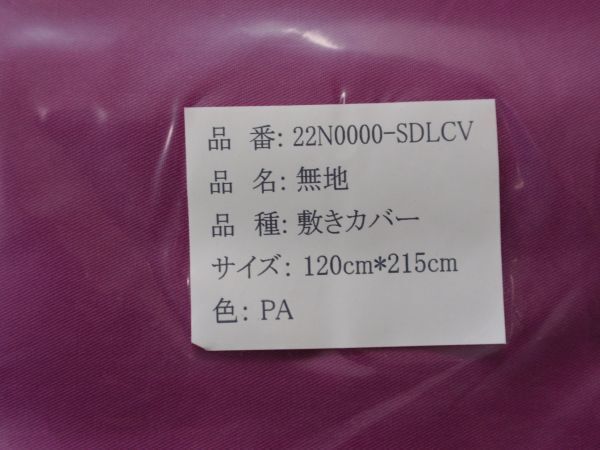 品 番: 22N0000-SDLCV
品 名: 無地
品 種: 敷きカバー
サイズ: 120cm*215cm
色: PA